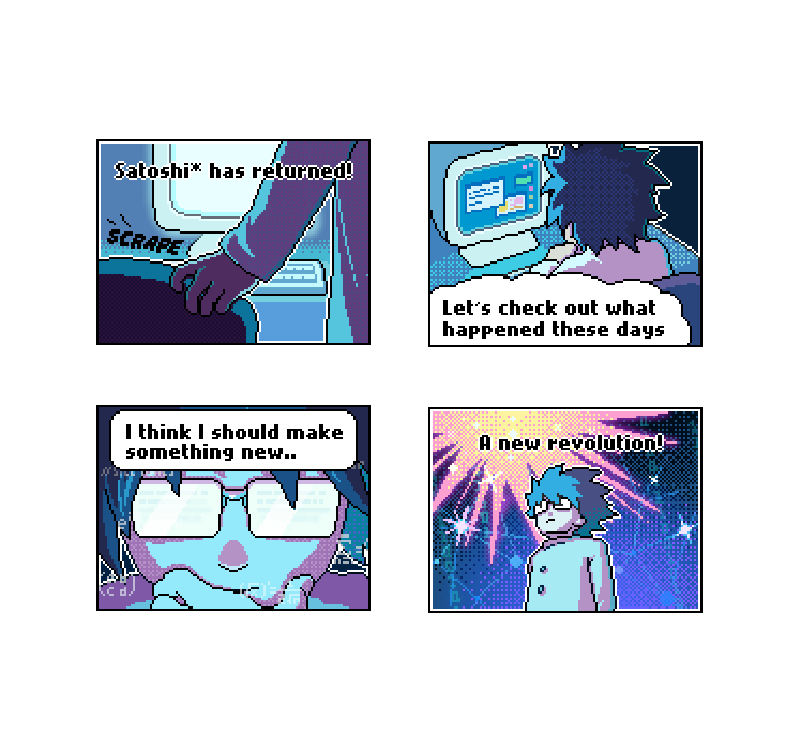 Satoshi* has returned!
SCRAPE
Let's check out what
happened these days
I think I should make
something new..
A new revolution!